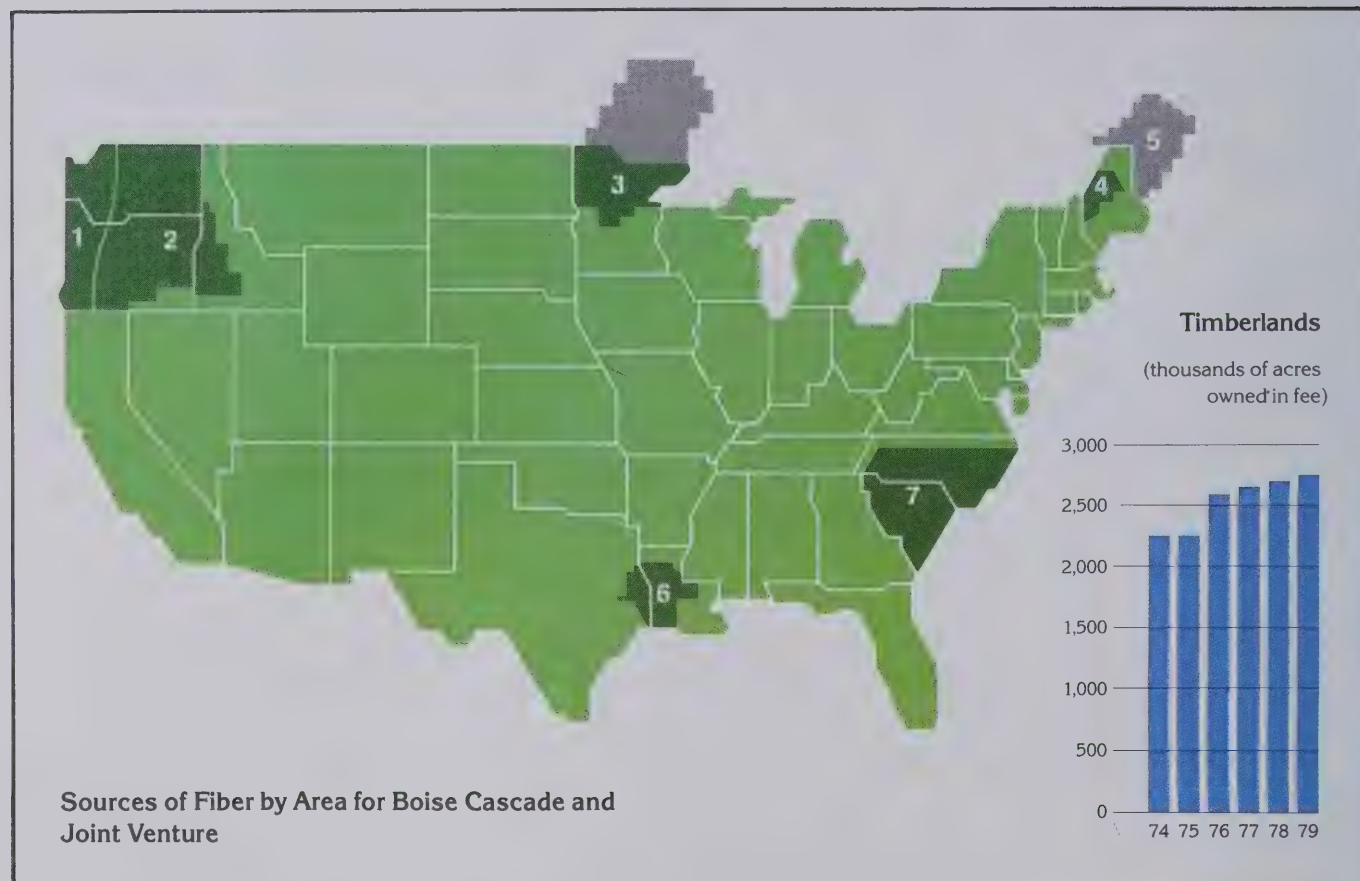 1
2
3
4
5
6
7
Timberlands
(thousands of acres
owned in fee)
3,000
2,500
2,000
1,500
1,000
500
0
74 75 76 77 78 79
Sources of Fiber by Area for Boise Cascade and
Joint Venture